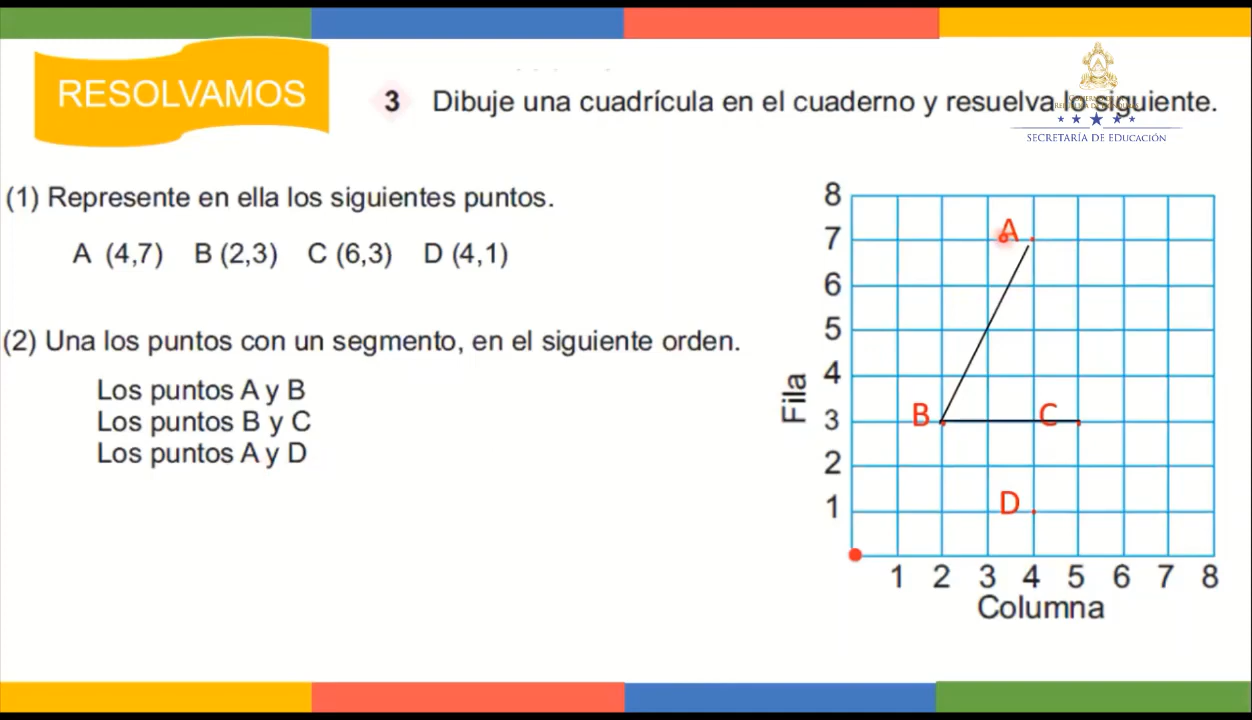 RESOLVAMOS
3 Dibuje una cuadrícula en el cuaderno y resuelva lo siguiente.
SECRETARÍA DE EDUCACIÓN
(1) Represente en ella los siguientes puntos.
A (4,7) B (2,3) C (6,3) D (4,1)
(2) Una los puntos con un segmento, en el siguiente orden.
Los puntos A y B
Los puntos B y C
Los puntos A y D
8
7
6
5
4
3
2
1
Fila
A
B
C
D
1 2 3 4 5 6 7 8
Columna